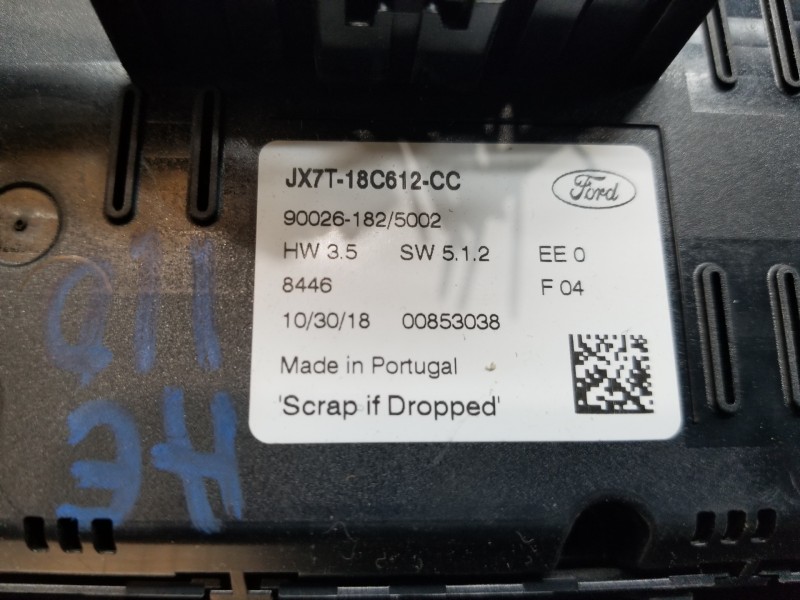 JX7T-18C612-CC
Ford
90026-182/5002
HW 3.5 SW 5.1.2 EE 0
8446 F 04
10/30/18 00853038
Made in Portugal
'Scrap if Dropped'